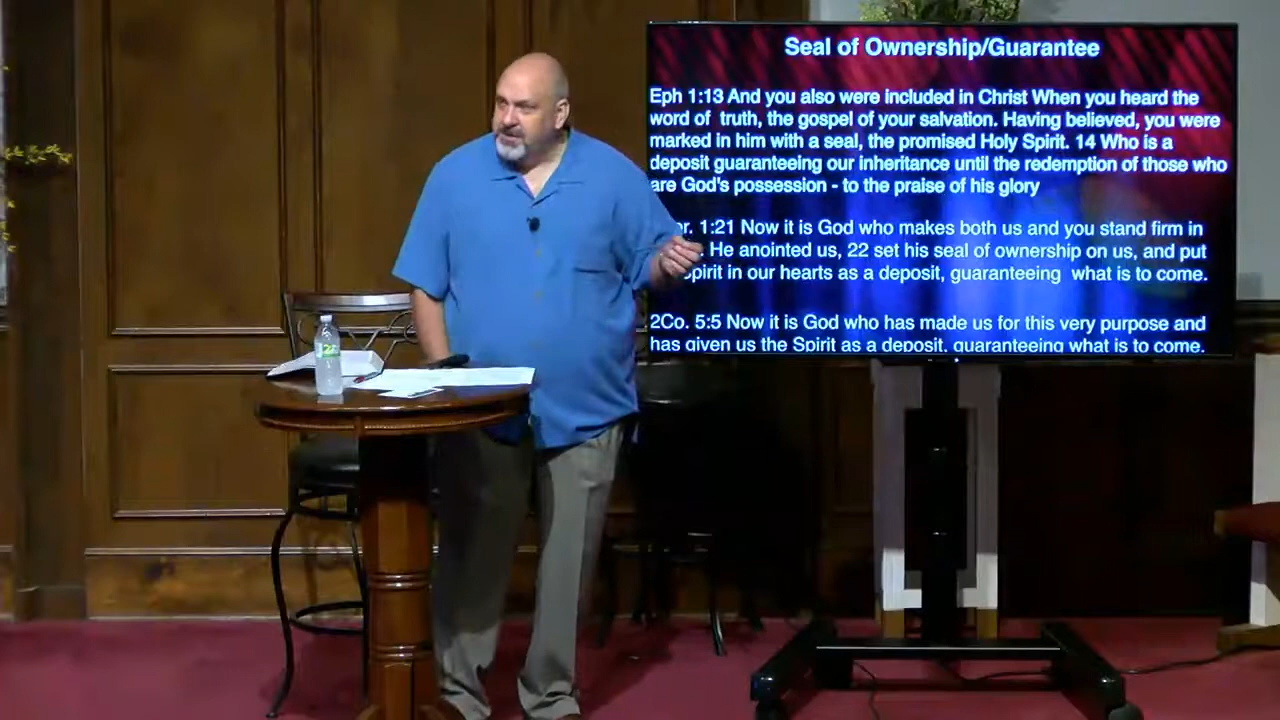 Seal of Ownership/Guarantee
Eph 1:13 And you also were included in Christ When you heard the
word of truth, the gospel of your salvation. Having believed, you were
marked in him with a seal, the promised Holy Spirit. 14 Who is a
deposit guaranteeing our inheritance until the redemption of those who
are God's possession - to the praise of his glory
1:21 Now it is God who makes both us and you stand firm in
He anointed us, 22 set his seal of ownership on us, and put
in our hearts as a deposit, guaranteeing what is to come.
2Co. 5:5 Now it is God who has made us for this very purpose and
has given us the Spirit as a deposit, guaranteeing what is to come.